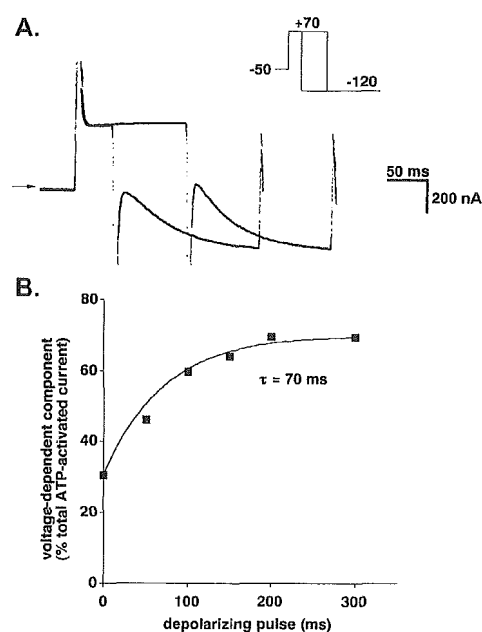 A.
+70
-50
-120
50 ms
200 nA
B.
voltage-dependent component
(% total ATP-activated current)
80
60
40
20
0
τ = 70 ms
0
100
200
300
depolarizing pulse (ms)